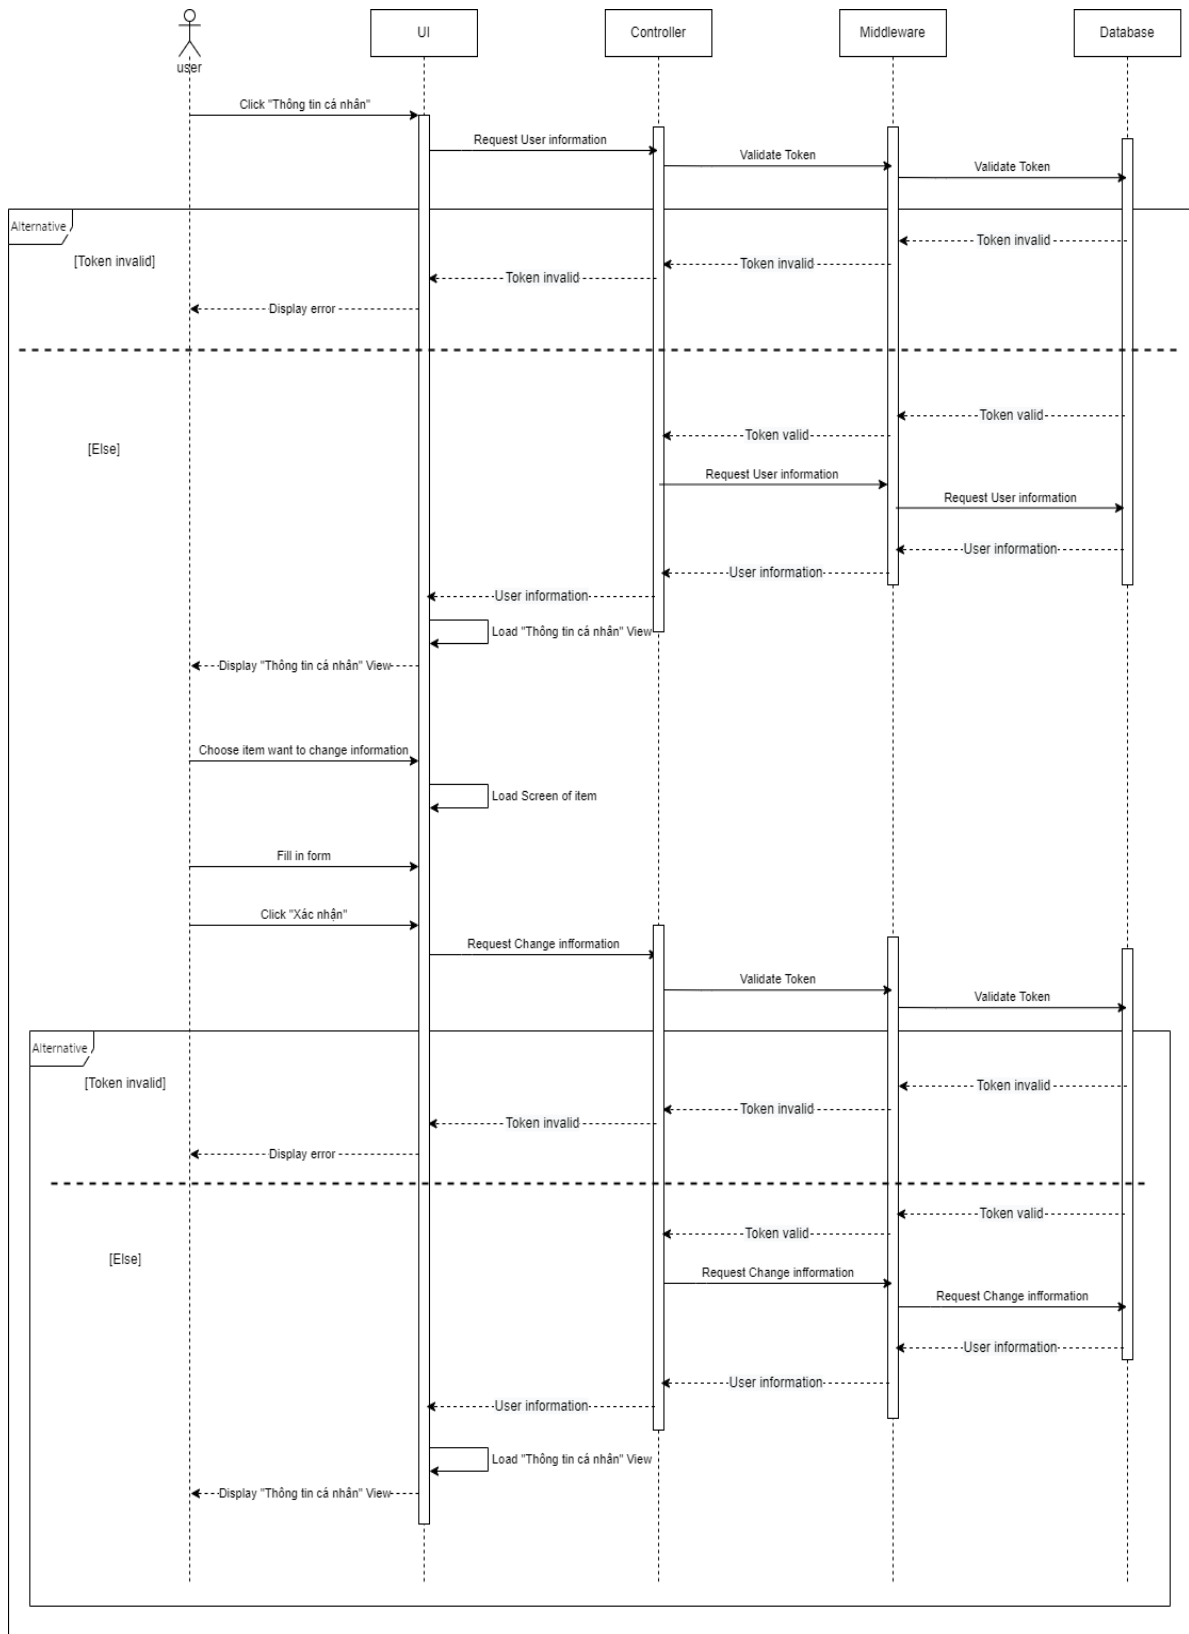 user
UI
Controller
Middleware
Database
Click "Thông tin cá nhân"
Request User information
Validate Token
Validate Token
Alternative
[Token invalid]
Token invalid
Token invalid
Token invalid
Display error
[Else]
Token valid
Token valid
Request User information
Request User information
User information
User information
User information
Load "Thông tin cá nhân" View
Display "Thông tin cá nhân" View
Choose item want to change information
Load Screen of item
Fill in form
Click "Xác nhận"
Request Change infformation
Validate Token
Validate Token
Alternative
[Token invalid]
Token invalid
Token invalid
Token invalid
Display error
[Else]
Token valid
Token valid
Request Change infformation
Request Change infformation
User information
User information
User information
Load "Thông tin cá nhân" View
Display "Thông tin cá nhân" View